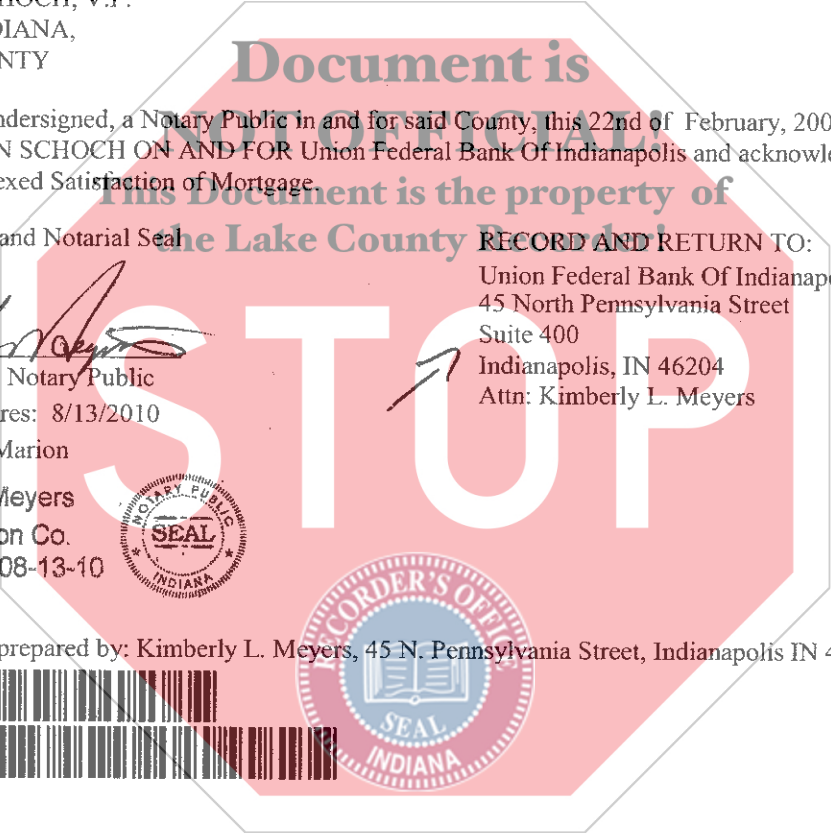 HOCH, V.P.
DIANA,
NTY
Document is
NOT OFFICIAL!
ndersigned, a Notary Public in and for said County, this 22nd of February, 200
N SCHOCH ON AND FOR Union Federal Bank Of Indianapolis and acknowle
exed Satisfaction of Mortgage.
This Document is the property of
the Lake County Recorder!
and Notarial Seal
RECORD AND RETURN TO:
Union Federal Bank Of Indianapo
45 North Pennsylvania Street
Suite 400
Indianapolis, IN 46204
Attn: Kimberly L. Meyers
Notary Public
res: 8/13/2010
Marion
STOP
Meyers
on Co.
08-13-10
NOTARY PUBLIC
SEAL
INDIANA
RECORDER'S OFFICE
SEAL
INDIANA
prepared by: Kimberly L. Meyers, 45 N. Pennsylvania Street, Indianapolis IN 4